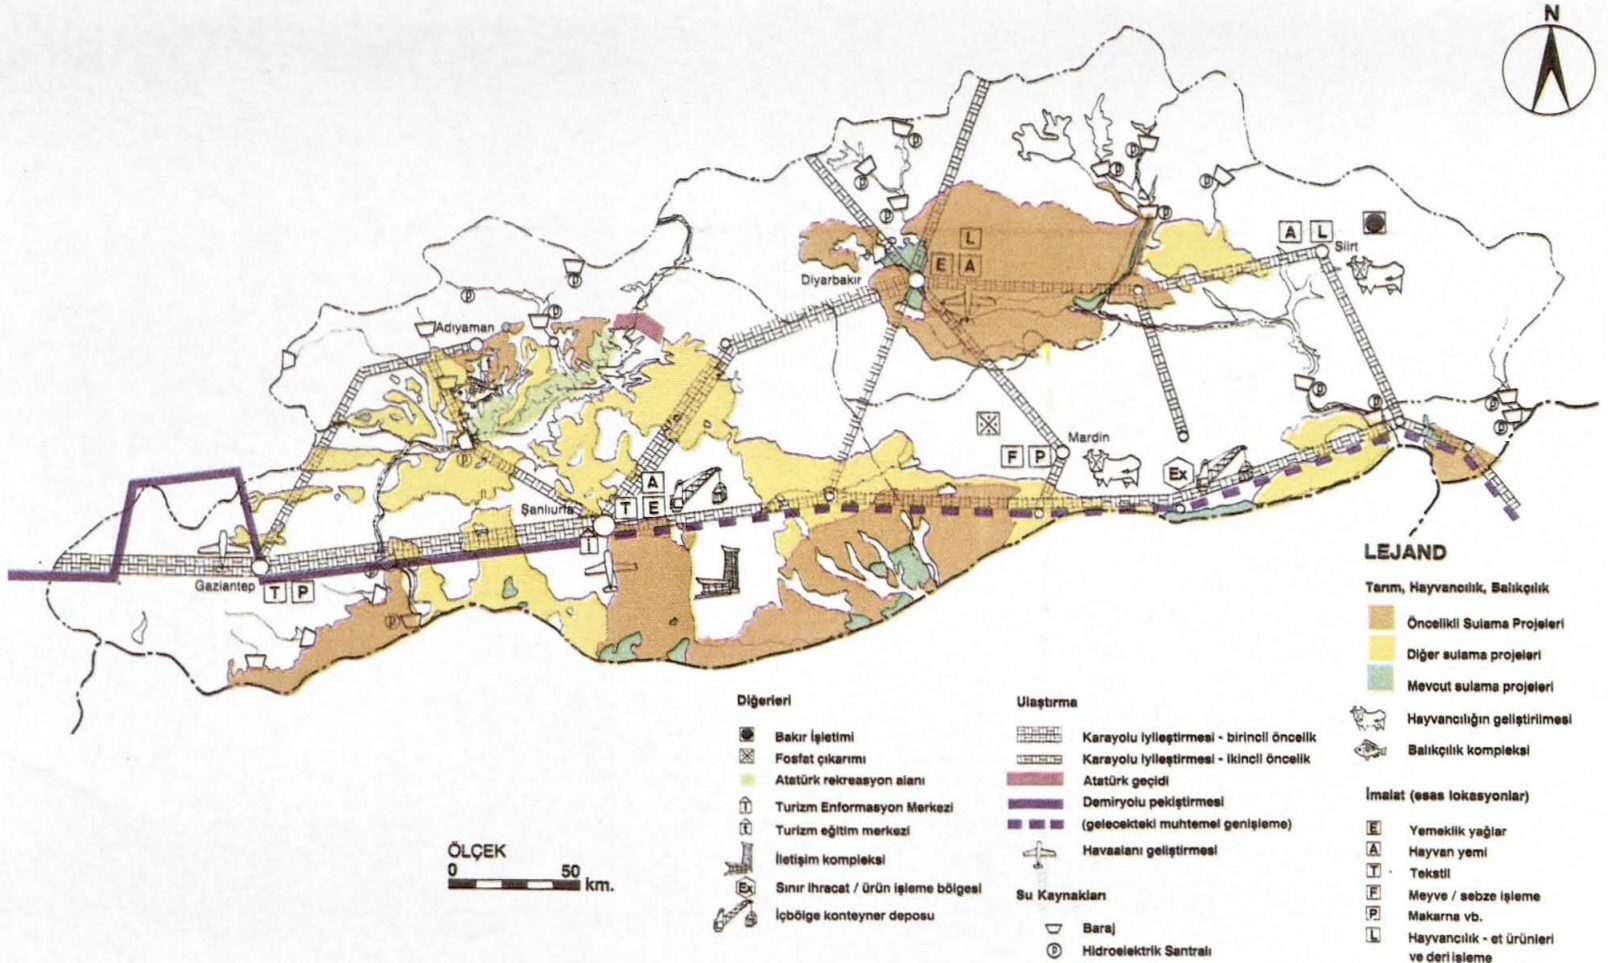 N
L
A L
Siirt
E A
Diyarbakır
P
P
P
P
P
P
P
P
P
P
Adıyaman
P
P
P
P
P
P
Mardin
F P
Ex
A
Şanlıurfa
T E
İ
Gaziantep
T P
P
P
LEJAND
Tarım, Hayvancılık, Balıkçılık
Öncelikli Sulama Projeleri
Diğer sulama projeleri
Mevcut sulama projeleri
Hayvancılığın geliştirilmesi
Balıkçılık kompleksi
İmalat (esas lokasyonlar)
E Yemeklik yağlar
A Hayvan yemi
T Tekstil
F Meyve / sebze işleme
P Makarna vb.
L Hayvancılık - et ürünleri
ve deri işleme
Diğerleri
Bakır İşletimi
Fosfat çıkarımı
Atatürk rekreasyon alanı
Turizm Enformasyon Merkezi
Turizm eğitim merkezi
İletişim kompleksi
Ex Sınır ihracat / ürün işleme bölgesi
İçbölge konteyner deposu
Ulaştırma
Karayolu iyileştirmesi - birincil öncelik
Karayolu iyileştirmesi - ikincil öncelik
Atatürk geçidi
Demiryolu pekiştirmesi
(gelecekteki muhtemel genişleme)
Havaalanı geliştirmesi
Su Kaynakları
Baraj
P Hidroelektrik Santralı
ÖLÇEK
0 50 km.